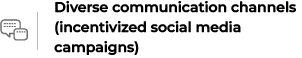 Diverse communication channels
(incentivized social media
campaigns)